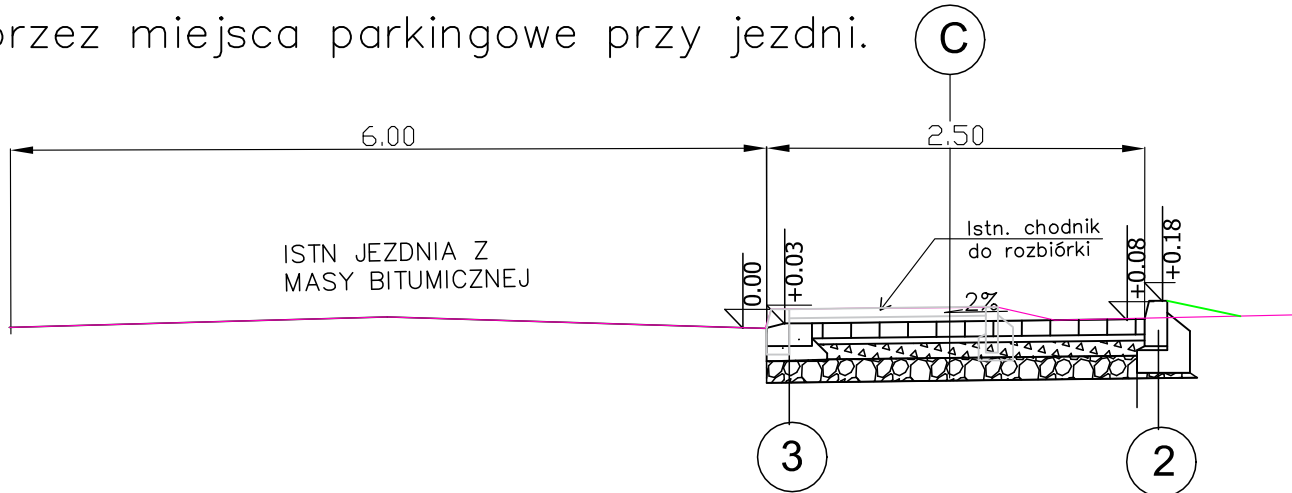 przez miejsca parkingowe przy jezdni.
C
6.00
2.50
ISTN JEZDNIA Z
MASY BITUMICZNEJ
0.00
+0.03
Istn. chodnik
do rozbiórki
2%
+0.08
+0.18
3
2